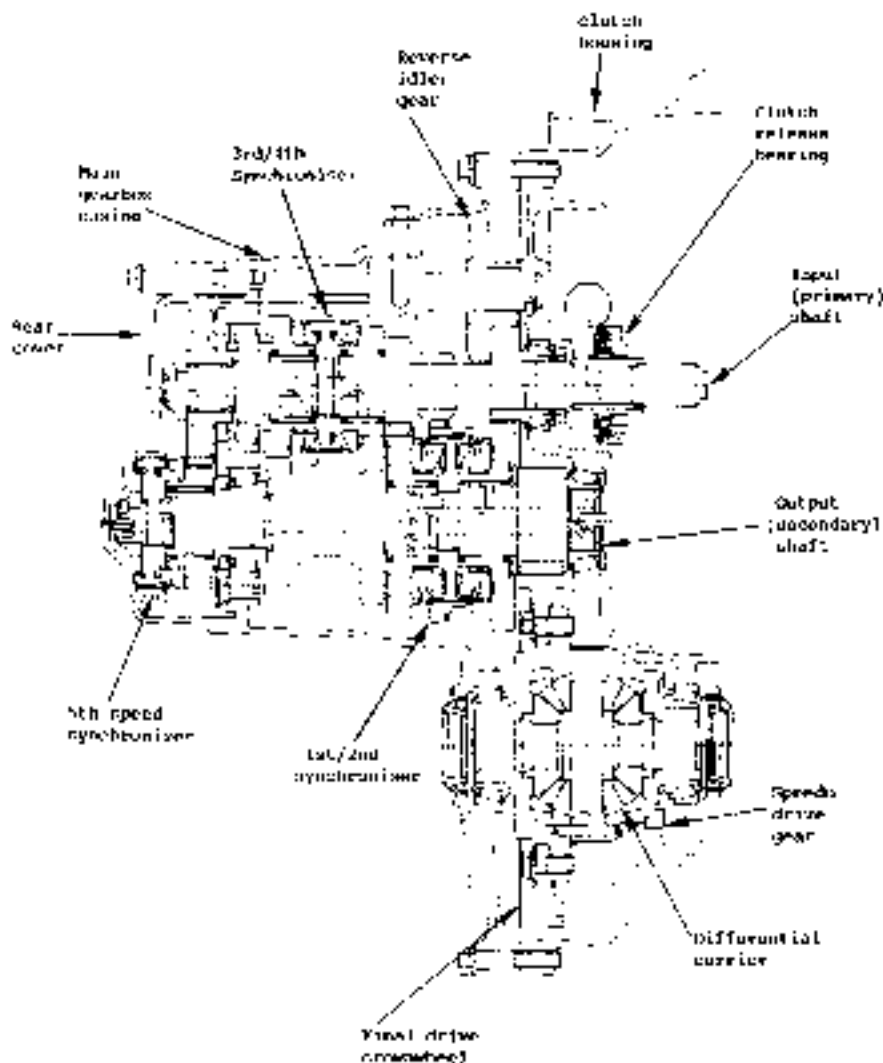 clutch
housing
Reverse
idler
gear
Clutch
release
bearing
3rd/4th
synchroniser
Main
gearbox
casing
Input
(primary)
shaft
Rear
cover
Output
(secondary)
shaft
5th speed
synchroniser
1st/2nd
synchroniser
Speedo
drive
gear
Differential
carrier
Final drive
crownwheel